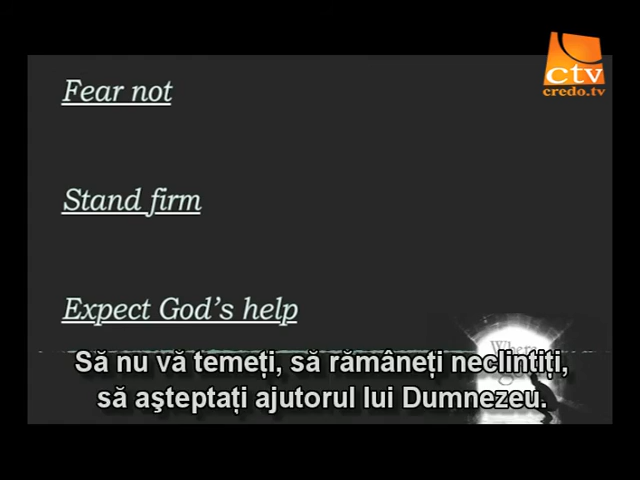 ctv
credo.tv
Fear not
Stand firm
Expect God's help
Where
Să nu vă temeți, să rămâneți neclintiți,
să aşteptați ajutorul lui Dumnezeu.